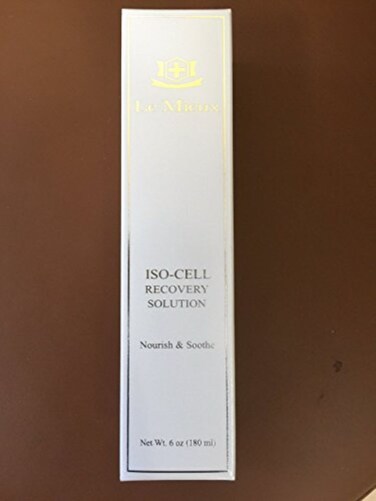 Le Mieux
ISO-CELL
RECOVERY
SOLUTION
Nourish & Soothe
Net Wt. 6 oz (180 ml)